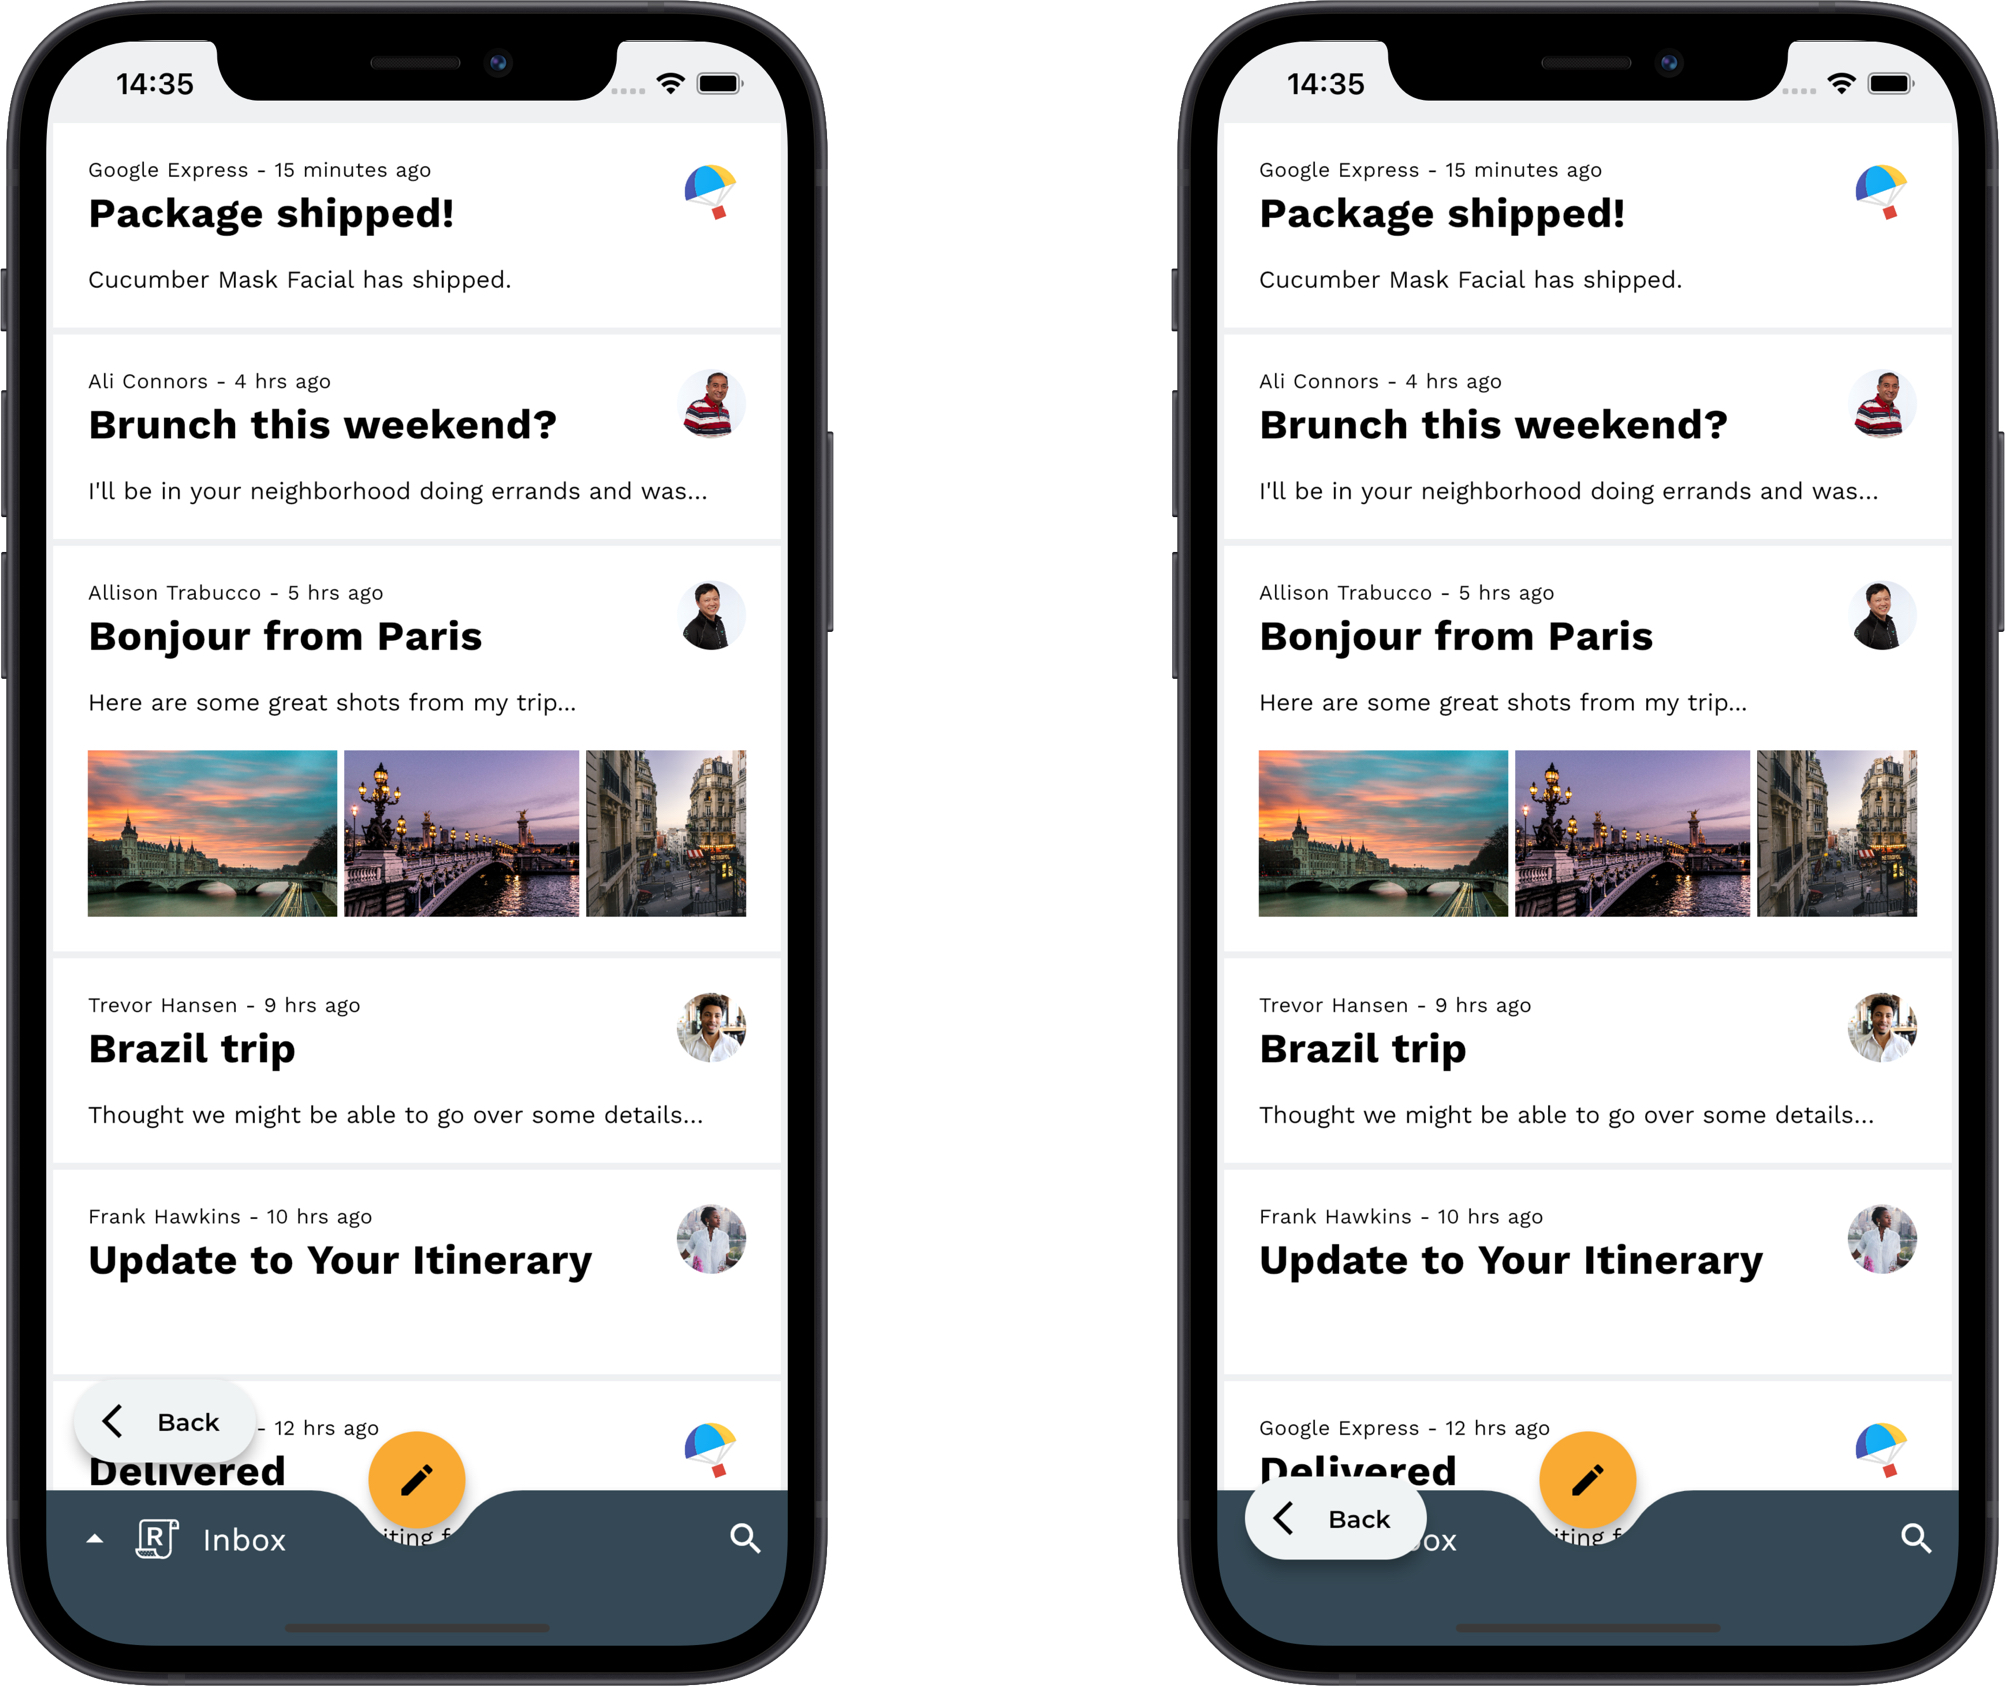 14:35
Google Express - 15 minutes ago
Package shipped!
Cucumber Mask Facial has shipped.
Ali Connors - 4 hrs ago
Brunch this weekend?
I'll be in your neighborhood doing errands and was...
Allison Trabucco - 5 hrs ago
Bonjour from Paris
Here are some great shots from my trip...
Trevor Hansen - 9 hrs ago
Brazil trip
Thought we might be able to go over some details...
Frank Hawkins - 10 hrs ago
Update to Your Itinerary
Back
- 12 hrs ago
Delivered
R Inbox
14:35
Google Express - 15 minutes ago
Package shipped!
Cucumber Mask Facial has shipped.
Ali Connors - 4 hrs ago
Brunch this weekend?
I'll be in your neighborhood doing errands and was...
Allison Trabucco - 5 hrs ago
Bonjour from Paris
Here are some great shots from my trip...
Trevor Hansen - 9 hrs ago
Brazil trip
Thought we might be able to go over some details...
Frank Hawkins - 10 hrs ago
Update to Your Itinerary
Google Express - 12 hrs ago
Delivered
Back